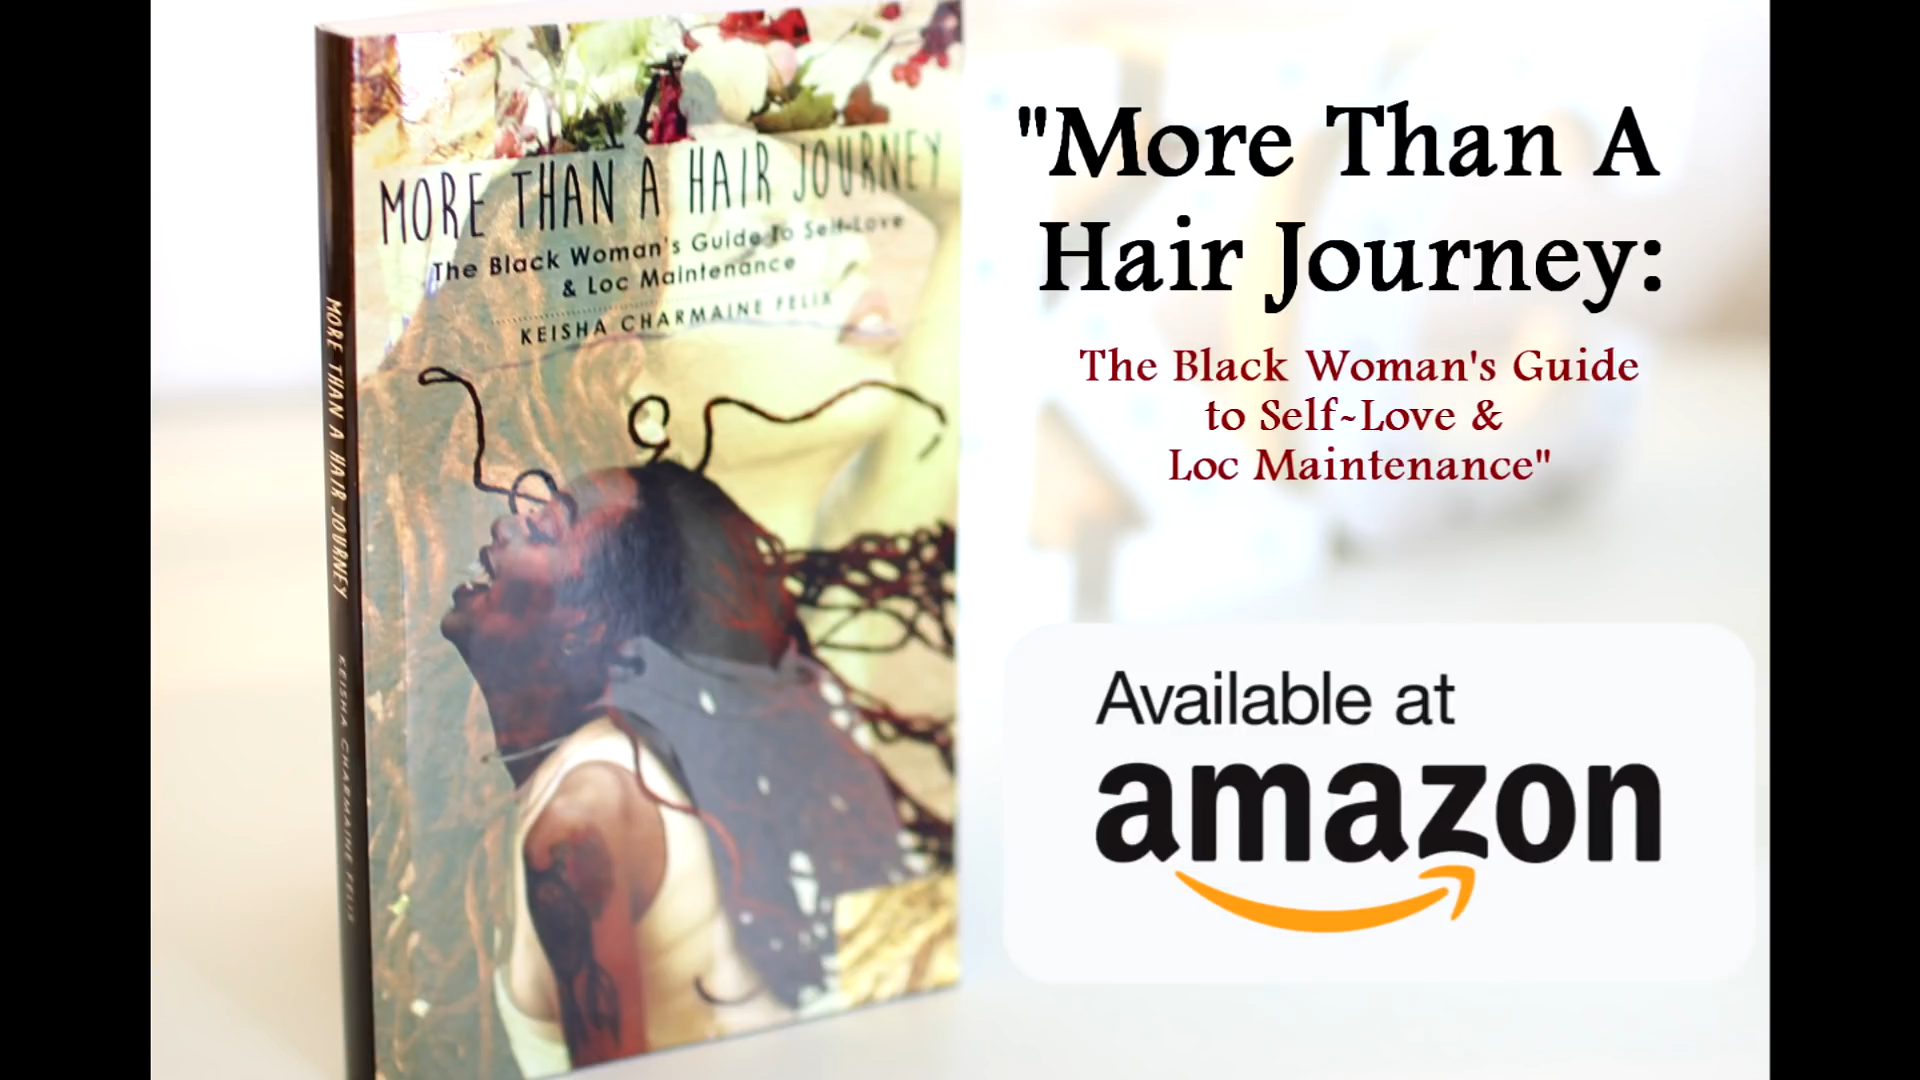 MORE THAN A HAIR JOURNEY
The Black Woman's Guide To Self-Love
& Loc Maintenance
KEISHA CHARMAINE FELIX
MORE THAN A HAIR JOURNEY KEISHA CHARMAINE FELIX
"More Than A
Hair Journey:
The Black Woman's Guide
to Self-Love &
Loc Maintenance"
Available at
amazon